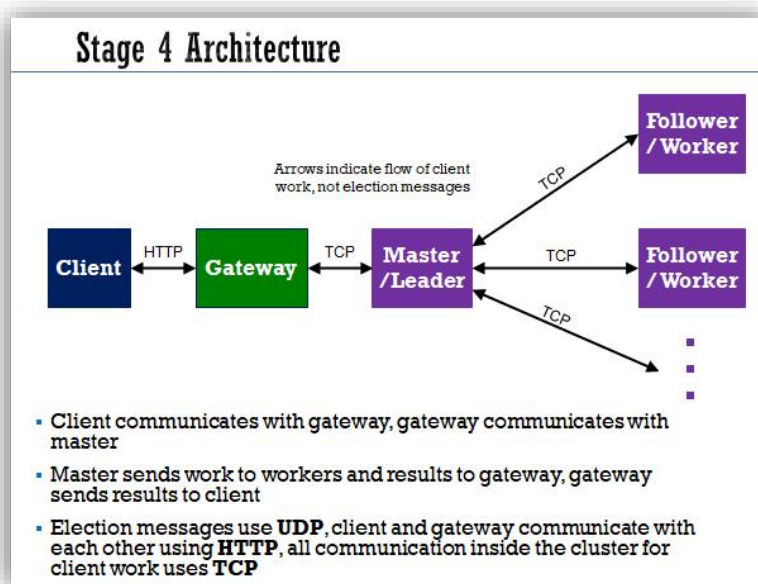 Stage 4 Architecture
Follower
/Worker
Arrows indicate flow of client
work, not election messages
TCP
Client
HTTP
Gateway
TCP
Master
/Leader
TCP
Follower
/Worker
TCP
Client communicates with gateway, gateway communicates with
master
Master sends work to workers and results to gateway, gateway
sends results to client
Election messages use UDP, client and gateway communicate with
each other using HTTP, all communication inside the cluster for
client work uses TCP